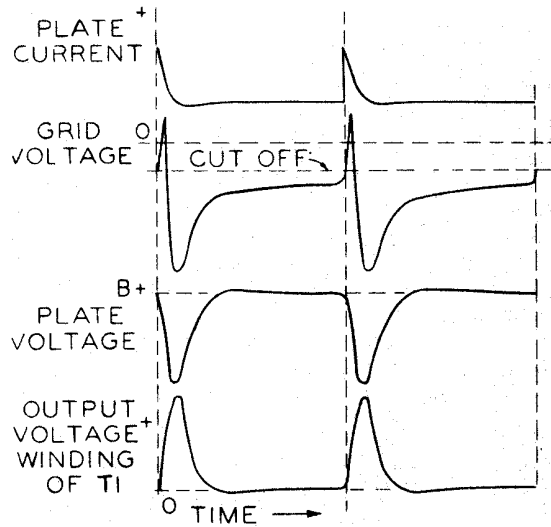 PLATE +
CURRENT
GRID 0
VOLTAGE
CUT OFF
B+
PLATE
VOLTAGE
OUTPUT +
VOLTAGE
WINDING
OF T1
0
TIME